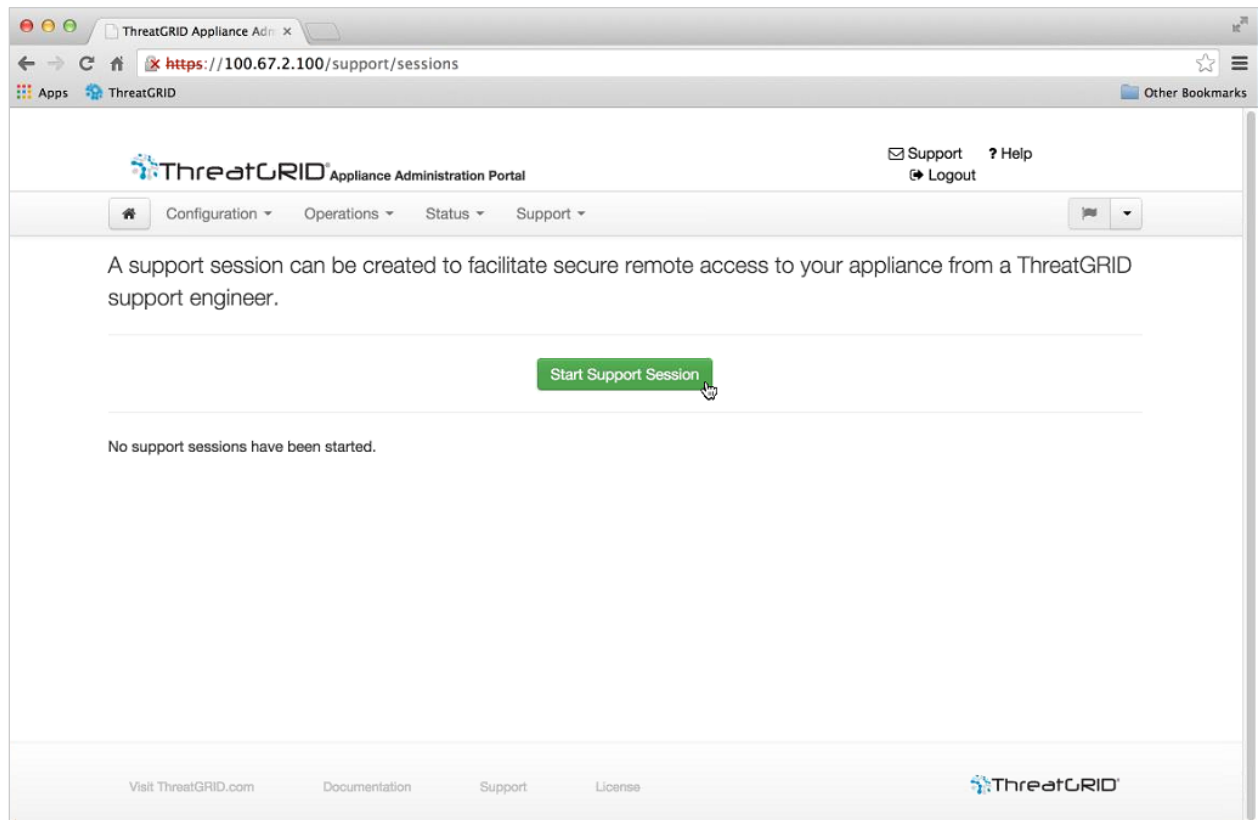 ThreatGRID Appliance Adm
https://100.67.2.100/support/sessions
Apps ThreatGRID Other Bookmarks
ThreatGRID® Appliance Administration Portal
Support ? Help
Logout
Configuration Operations Status Support
A support session can be created to facilitate secure remote access to your appliance from a ThreatGRID
support engineer.
Start Support Session
No support sessions have been started.
Visit ThreatGRID.com Documentation Support License ThreatGRID®